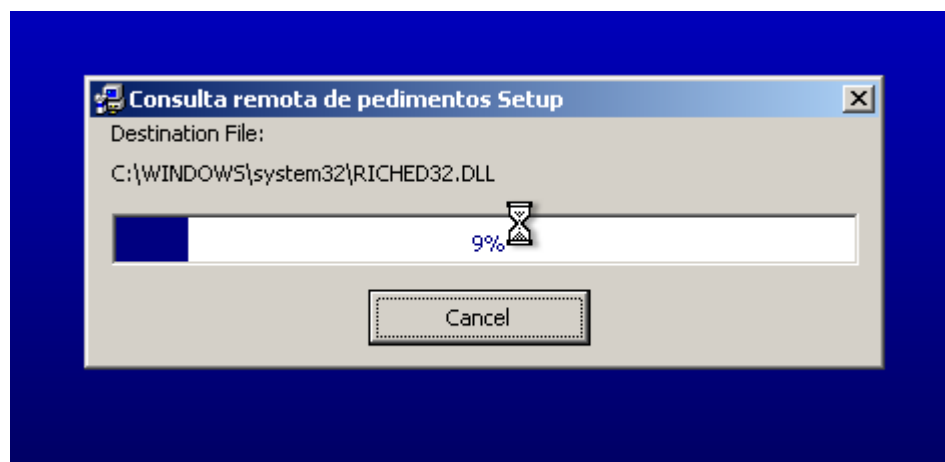 Consulta remota de pedimentos Setup
Destination File:
C:\WINDOWS\system32\RICHED32.DLL
9%
Cancel